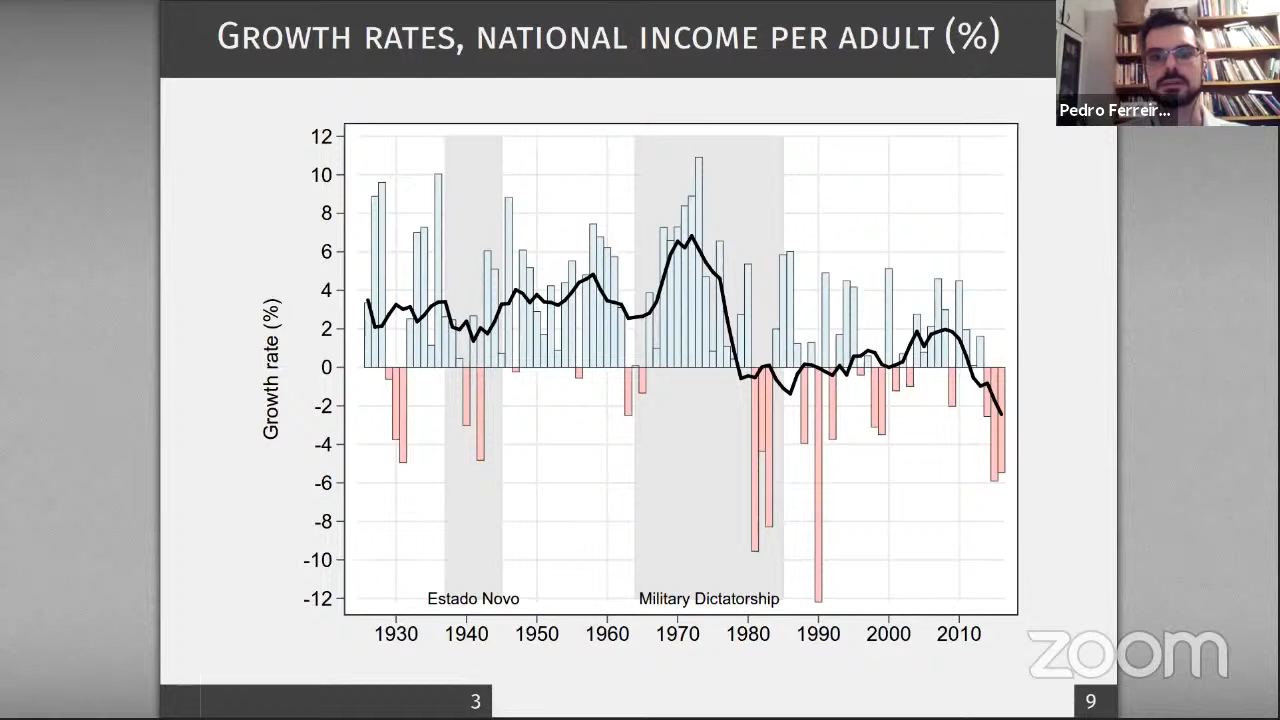 GROWTH RATES, NATIONAL INCOME PER ADULT (%)
Pedro Ferreir...
12
10
8
6
4
2
0
-2
-4
-6
-8
-10
-12
Growth rate (%)
Estado Novo
Military Dictatorship
1930 1940 1950 1960 1970 1980 1990 2000 2010
zoom
3
9